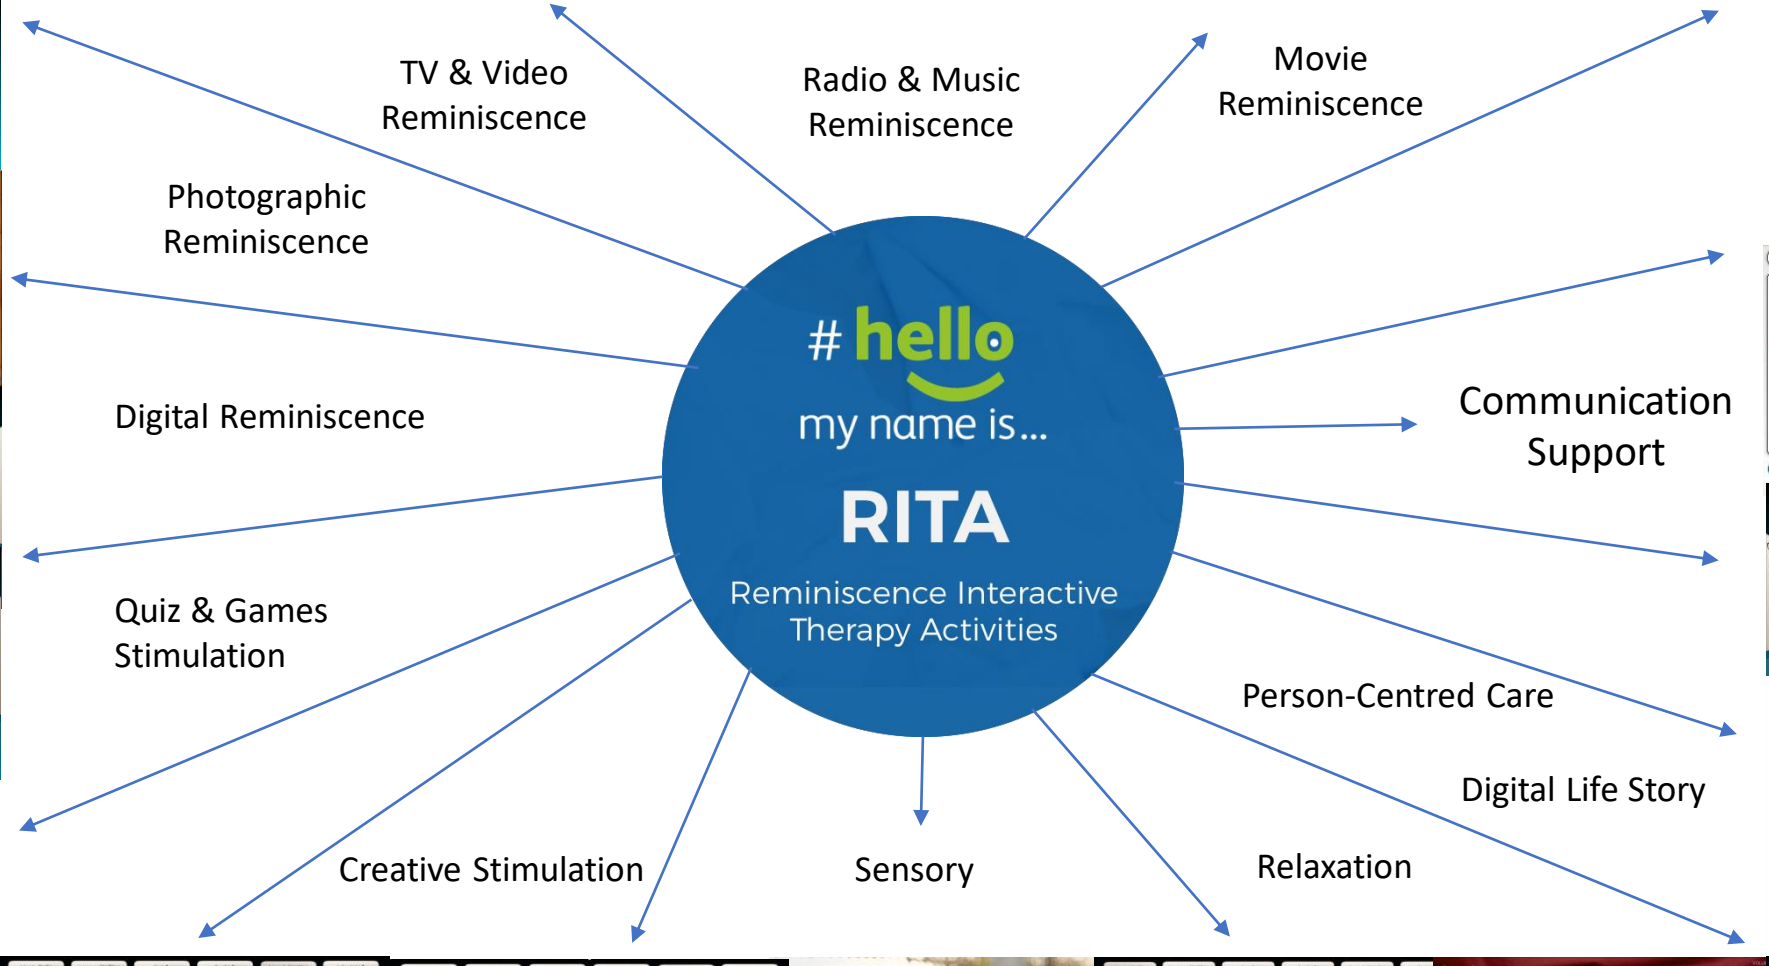 TV & Video
Reminiscence
Radio & Music
Reminiscence
Movie
Reminiscence
Photographic
Reminiscence
Digital Reminiscence
# hello
my name is...
RITA
Reminiscence Interactive
Therapy Activities
Communication
Support
Quiz & Games
Stimulation
Person-Centred Care
Digital Life Story
Creative Stimulation
Sensory
Relaxation